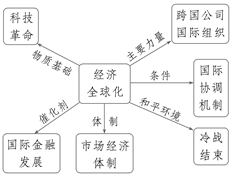 科技
革命
跨国公司
国际组织
物质基础
主要力量
经济
全球化
条件
国际
协调
机制
催化剂
体制
和平环境
国际金融
发展
市场经济
体制
冷战
结束